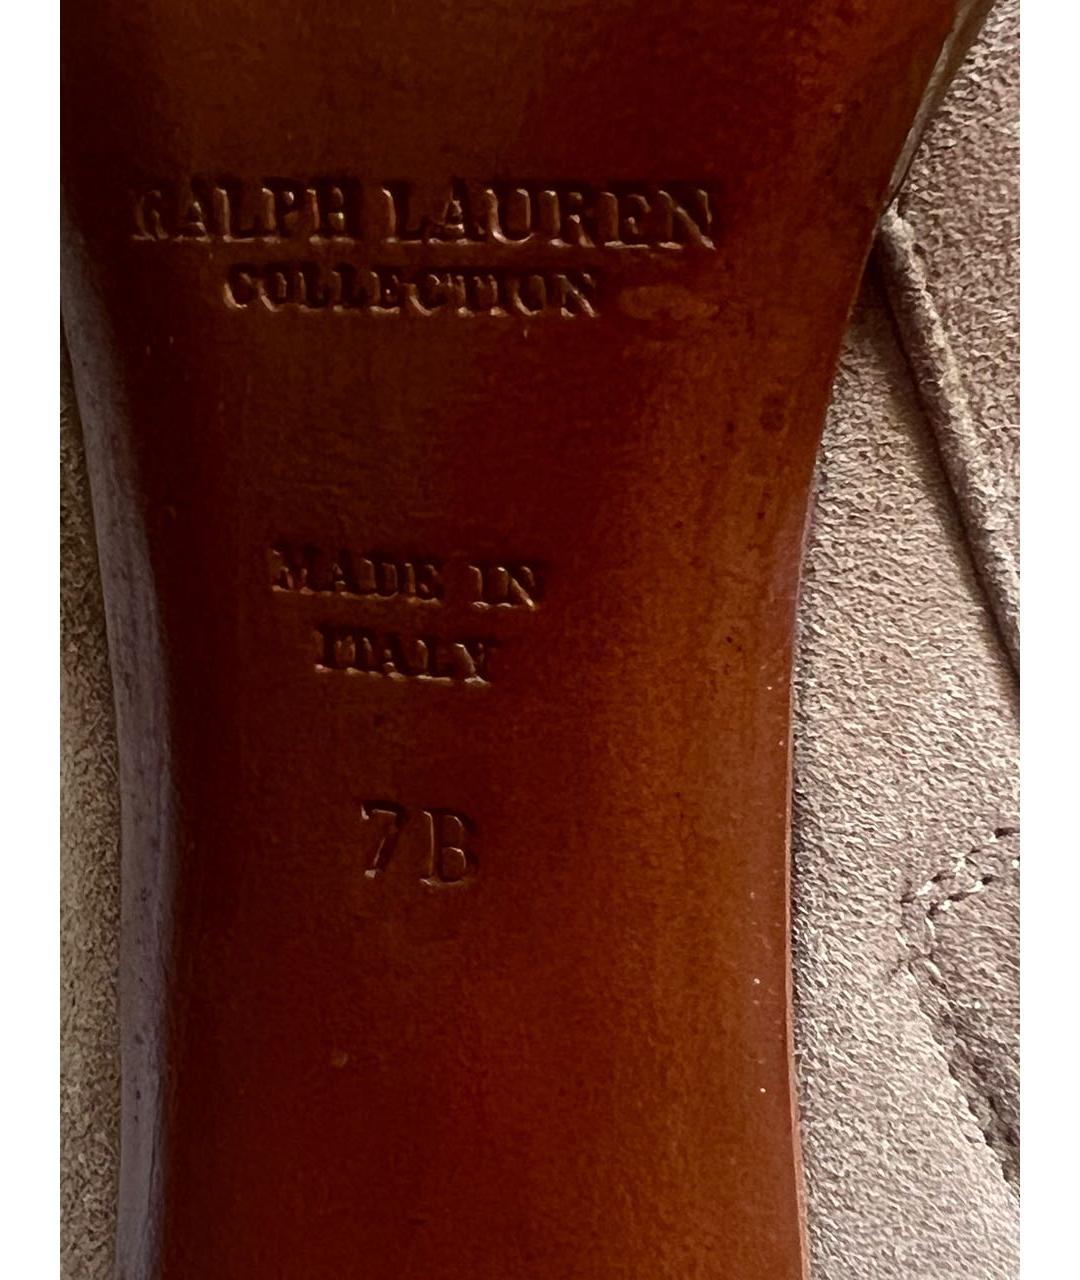 RALPH LAUREN
COLLECTION
MADE IN
ITALY
7B